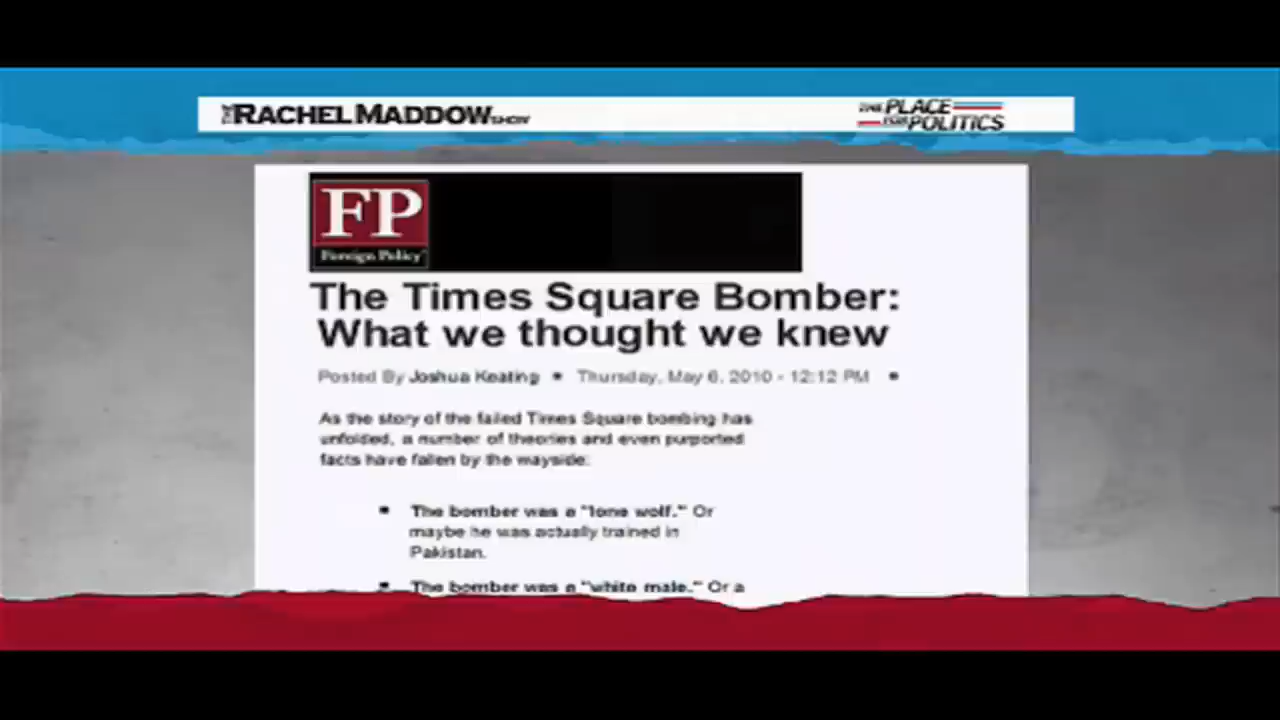 THE RACHEL MADDOW SHOW
THE PLACE
FOR POLITICS
FP
Foreign Policy
The Times Square Bomber:
What we thought we knew
Posted By Joshua Keating • Thursday, May 6, 2010 - 12:12 PM •
As the story of the failed Times Square bombing has
unfolded, a number of theories and even purported
facts have fallen by the wayside:
▪ The bomber was a "lone wolf." Or
maybe he was actually trained in
Pakistan.
▪ The bomber was a "white male." Or a